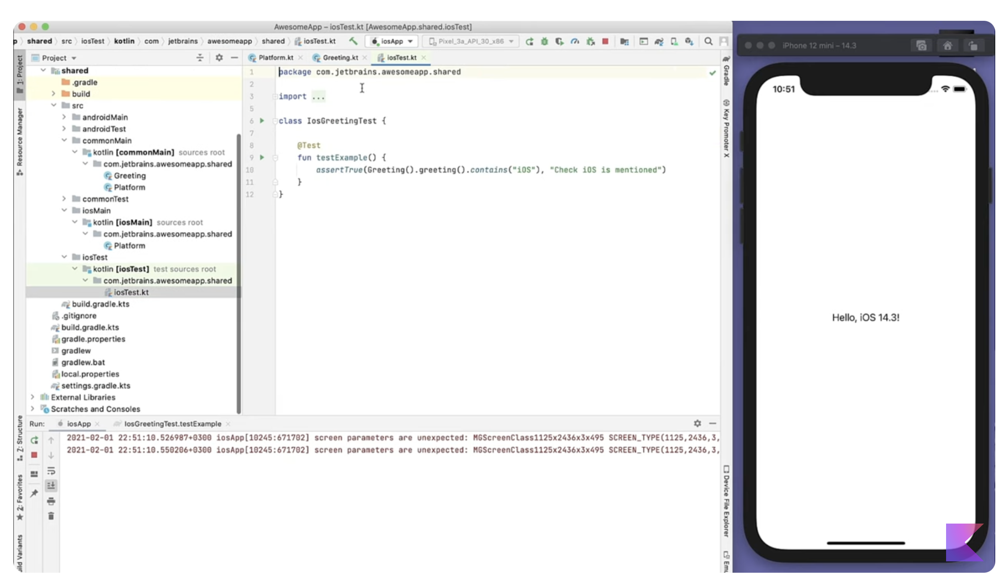 AwesomeApp – iosTest.kt [AwesomeApp.shared.iosTest]
p shared src iosTest kotlin com jetbrains awesomeapp shared iosTest.kt iosApp Pixel_3a_API_30_x86
1: Project
Resource Manager
Z: Structure
2: Favorites
uild Variants
Project
shared
.gradle
build
src
androidMain
androidTest
commonMain
kotlin [commonMain] sources root
com.jetbrains.awesomeapp.shared
Greeting
Platform
commonTest
iosMain
kotlin [iosMain] sources root
com.jetbrains.awesomeapp.shared
Platform
iosTest
kotlin [iosTest] test sources root
com.jetbrains.awesomeapp.shared
iosTest.kt
build.gradle.kts
.gitignore
build.gradle.kts
gradle.properties
gradlew
gradlew.bat
local.properties
settings.gradle.kts
External Libraries
Scratches and Consoles
Platform.kt Greeting.kt iosTest.kt
1 package com.jetbrains.awesomeapp.shared
2
3 import ...
5
6 class IosGreetingTest {
7
8 @Test
9 fun testExample() {
10 assertTrue(Greeting().greeting().contains("iOS"), "Check iOS is mentioned")
11 }
12 }
Gradle
Key Promoter X
Device File Explorer
Emu
Run: iosApp IosGreetingTest.testExample
2021-02-01 22:51:10.526987+0300 iosApp[10245:671702] screen parameters are unexpected: MGScreenClass1125x2436x3x495 SCREEN_TYPE(1125,2436,3,
2021-02-01 22:51:10.550206+0300 iosApp[10245:671702] screen parameters are unexpected: MGScreenClass1125x2436x3x495 SCREEN_TYPE(1125,2436,3,
iPhone 12 mini – 14.3
10:51
Hello, iOS 14.3!